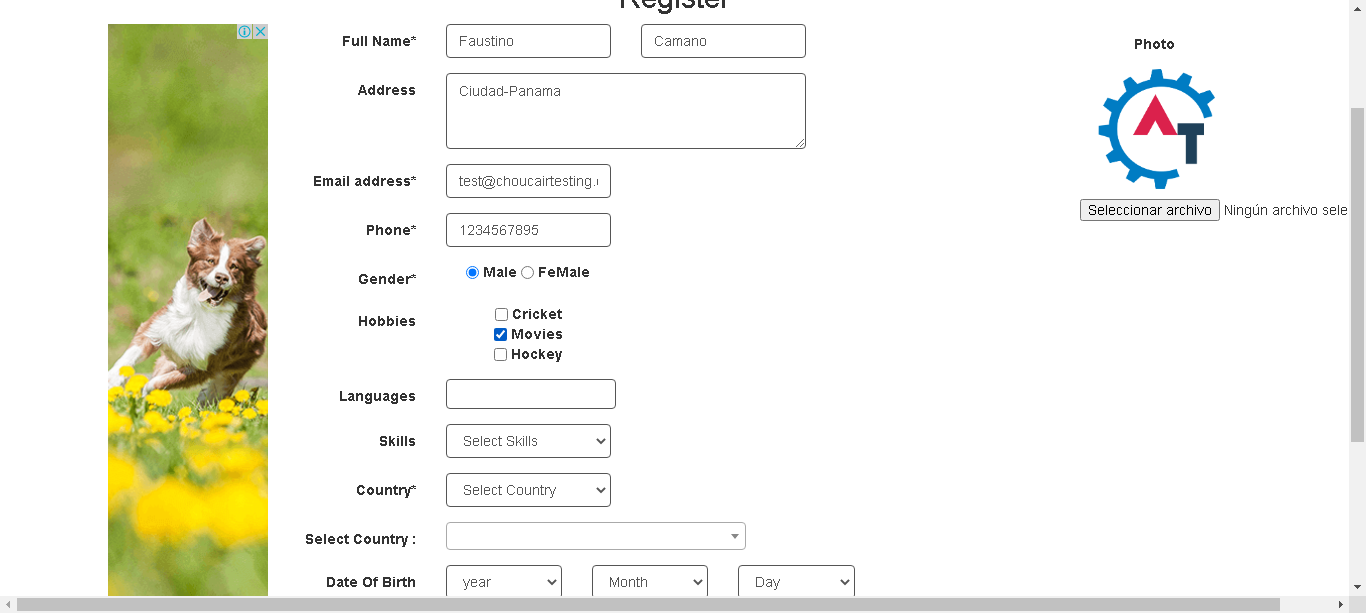 Register
Full Name* Faustino Camano
Photo
Address Ciudad-Panama
AT
Email address* test@choucairtesting.
Phone* 1234567895
Seleccionar archivo Ningún archivo sele
Gender* Male FeMale
Hobbies Cricket
Movies
Hockey
Languages
Skills Select Skills
Country* Select Country
Select Country :
Date Of Birth year Month Day